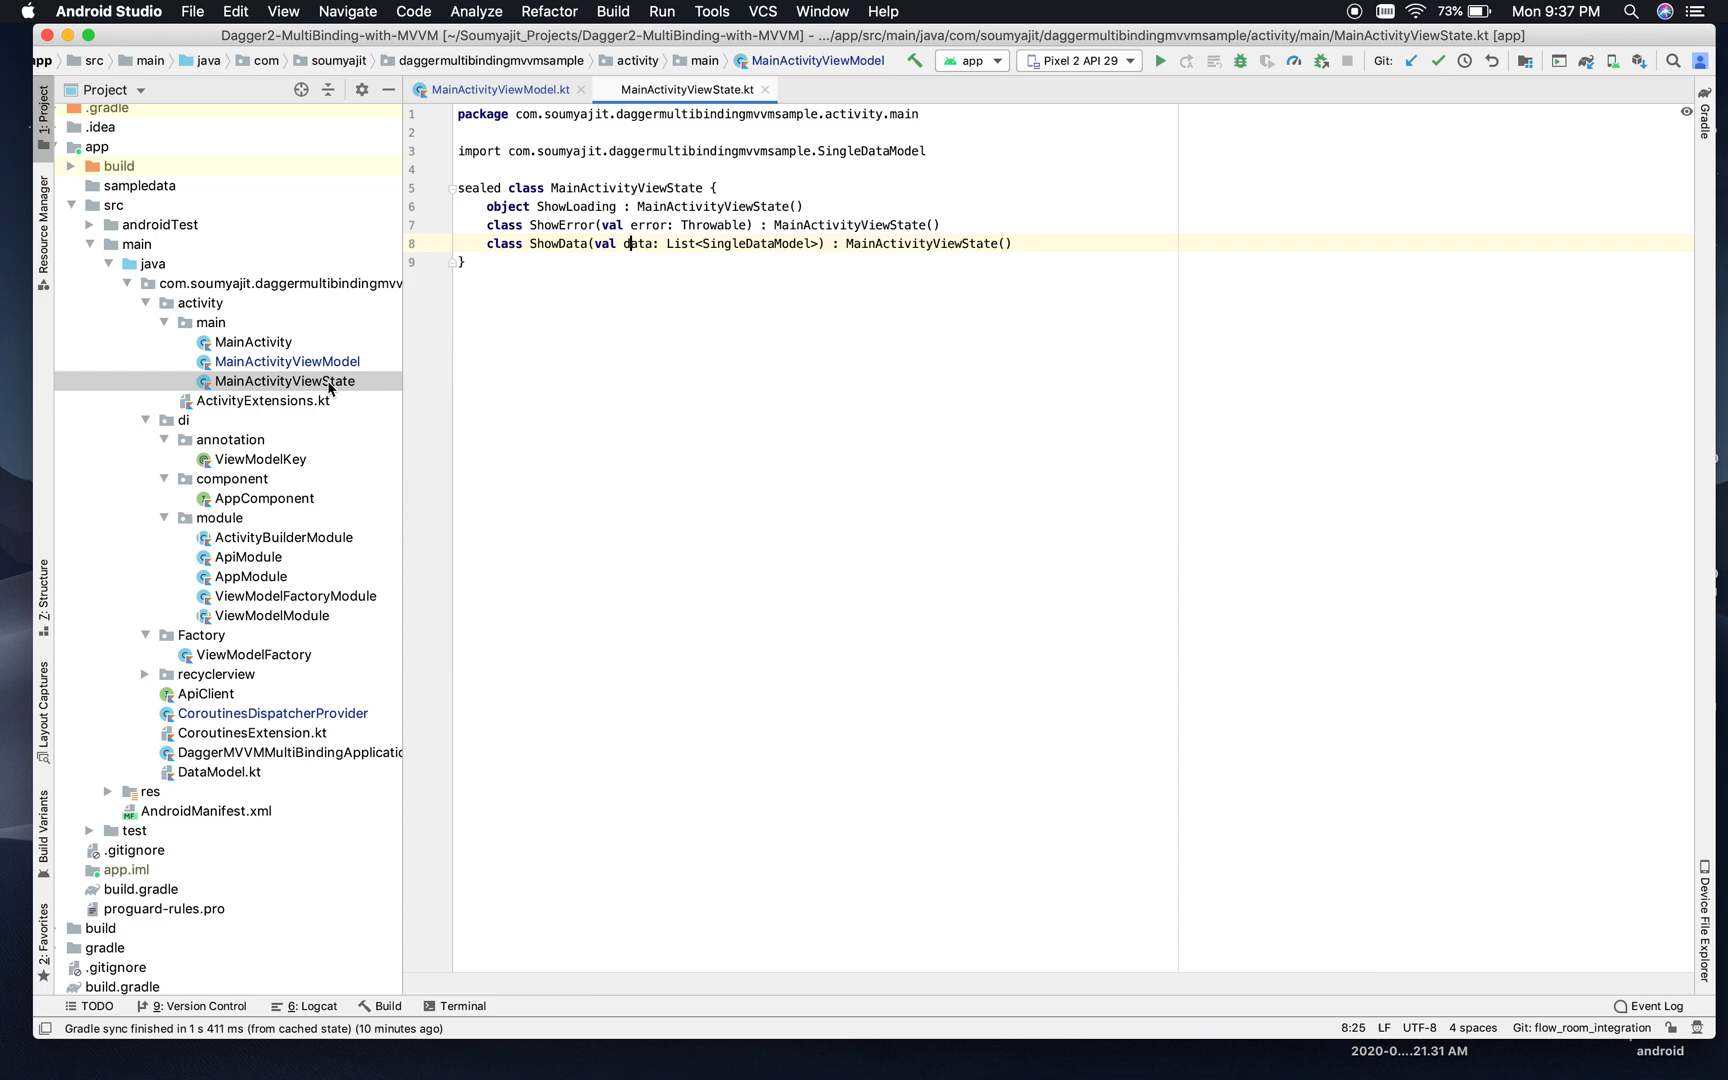 Android Studio File Edit View Navigate Code Analyze Refactor Build Run Tools VCS Window Help 73% Mon 9:37 PM
Dagger2-MultiBinding-with-MVVM [~/Soumyajit_Projects/Dagger2-MultiBinding-with-MVVM] - .../app/src/main/java/com/soumyajit/daggermultibindingmvvmsample/activity/main/MainActivityViewState.kt [app]
app src main java com soumyajit daggermultibindingmvvmsample activity main MainActivityViewModel app Pixel 2 API 29 Git:
Project
MainActivityViewModel.kt MainActivityViewState.kt
.gradle
.idea
app
build
sampledata
src
androidTest
main
java
com.soumyajit.daggermultibindingmvv
activity
main
MainActivity
MainActivityViewModel
MainActivityViewState
ActivityExtensions.kt
di
annotation
ViewModelKey
component
AppComponent
module
ActivityBuilderModule
ApiModule
AppModule
ViewModelFactoryModule
ViewModelModule
Factory
ViewModelFactory
recyclerview
ApiClient
CoroutinesDispatcherProvider
CoroutinesExtension.kt
DaggerMVVMMultiBindingApplicatio
DataModel.kt
res
AndroidManifest.xml
test
.gitignore
app.iml
build.gradle
proguard-rules.pro
build
gradle
.gitignore
build.gradle
1 package com.soumyajit.daggermultibindingmvvmsample.activity.main
2
3 import com.soumyajit.daggermultibindingmvvmsample.SingleDataModel
4
5 sealed class MainActivityViewState {
6 object ShowLoading : MainActivityViewState()
7 class ShowError(val error: Throwable) : MainActivityViewState()
8 class ShowData(val data: List<SingleDataModel>) : MainActivityViewState()
9 }
1: Project
Resource Manager
7: Structure
Layout Captures
Build Variants
2: Favorites
Gradle
Device File Explorer
TODO 9: Version Control 6: Logcat Build Terminal Event Log
Gradle sync finished in 1 s 411 ms (from cached state) (10 minutes ago) 8:25 LF UTF-8 4 spaces Git: flow_room_integration
2020-0....21.31 AM android